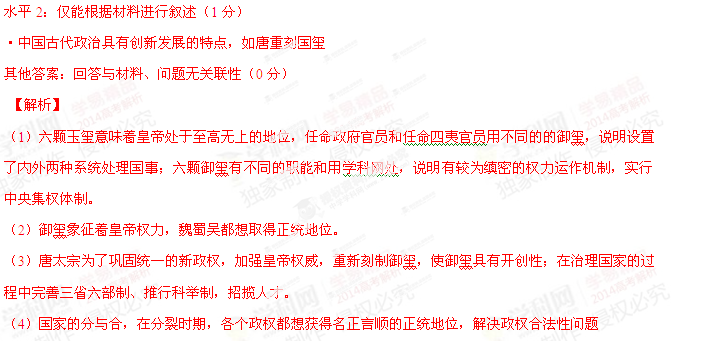 水平2：仅能根据材料进行叙述（1 分）
·中国古代政治具有创新发展的特点，如唐重刻国玺
其他答案：回答与材料、问题无关联性（0 分）
【解析】
（1）六颗玉玺意味着皇帝处于至高无上的地位，任命政府官员和任命四夷官员用不同的的御玺，说明设置
了内外两种系统处理国事；六颗御玺有不同的职能和用学科网处，说明有较为缜密的权力运作机制，实行
中央集权体制。
（2）御玺象征着皇帝权力，魏蜀吴都想取得正统地位。
（3）唐太宗为了巩固统一的新政权，加强皇帝权威，重新刻制御玺，使御玺具有开创性；在治理国家的过
程中完善三省六部制、推行科举制，招揽人才。
（4）国家的分与合，在分裂时期，各个政权都想获得名正言顺的正统地位，解决政权合法性问题